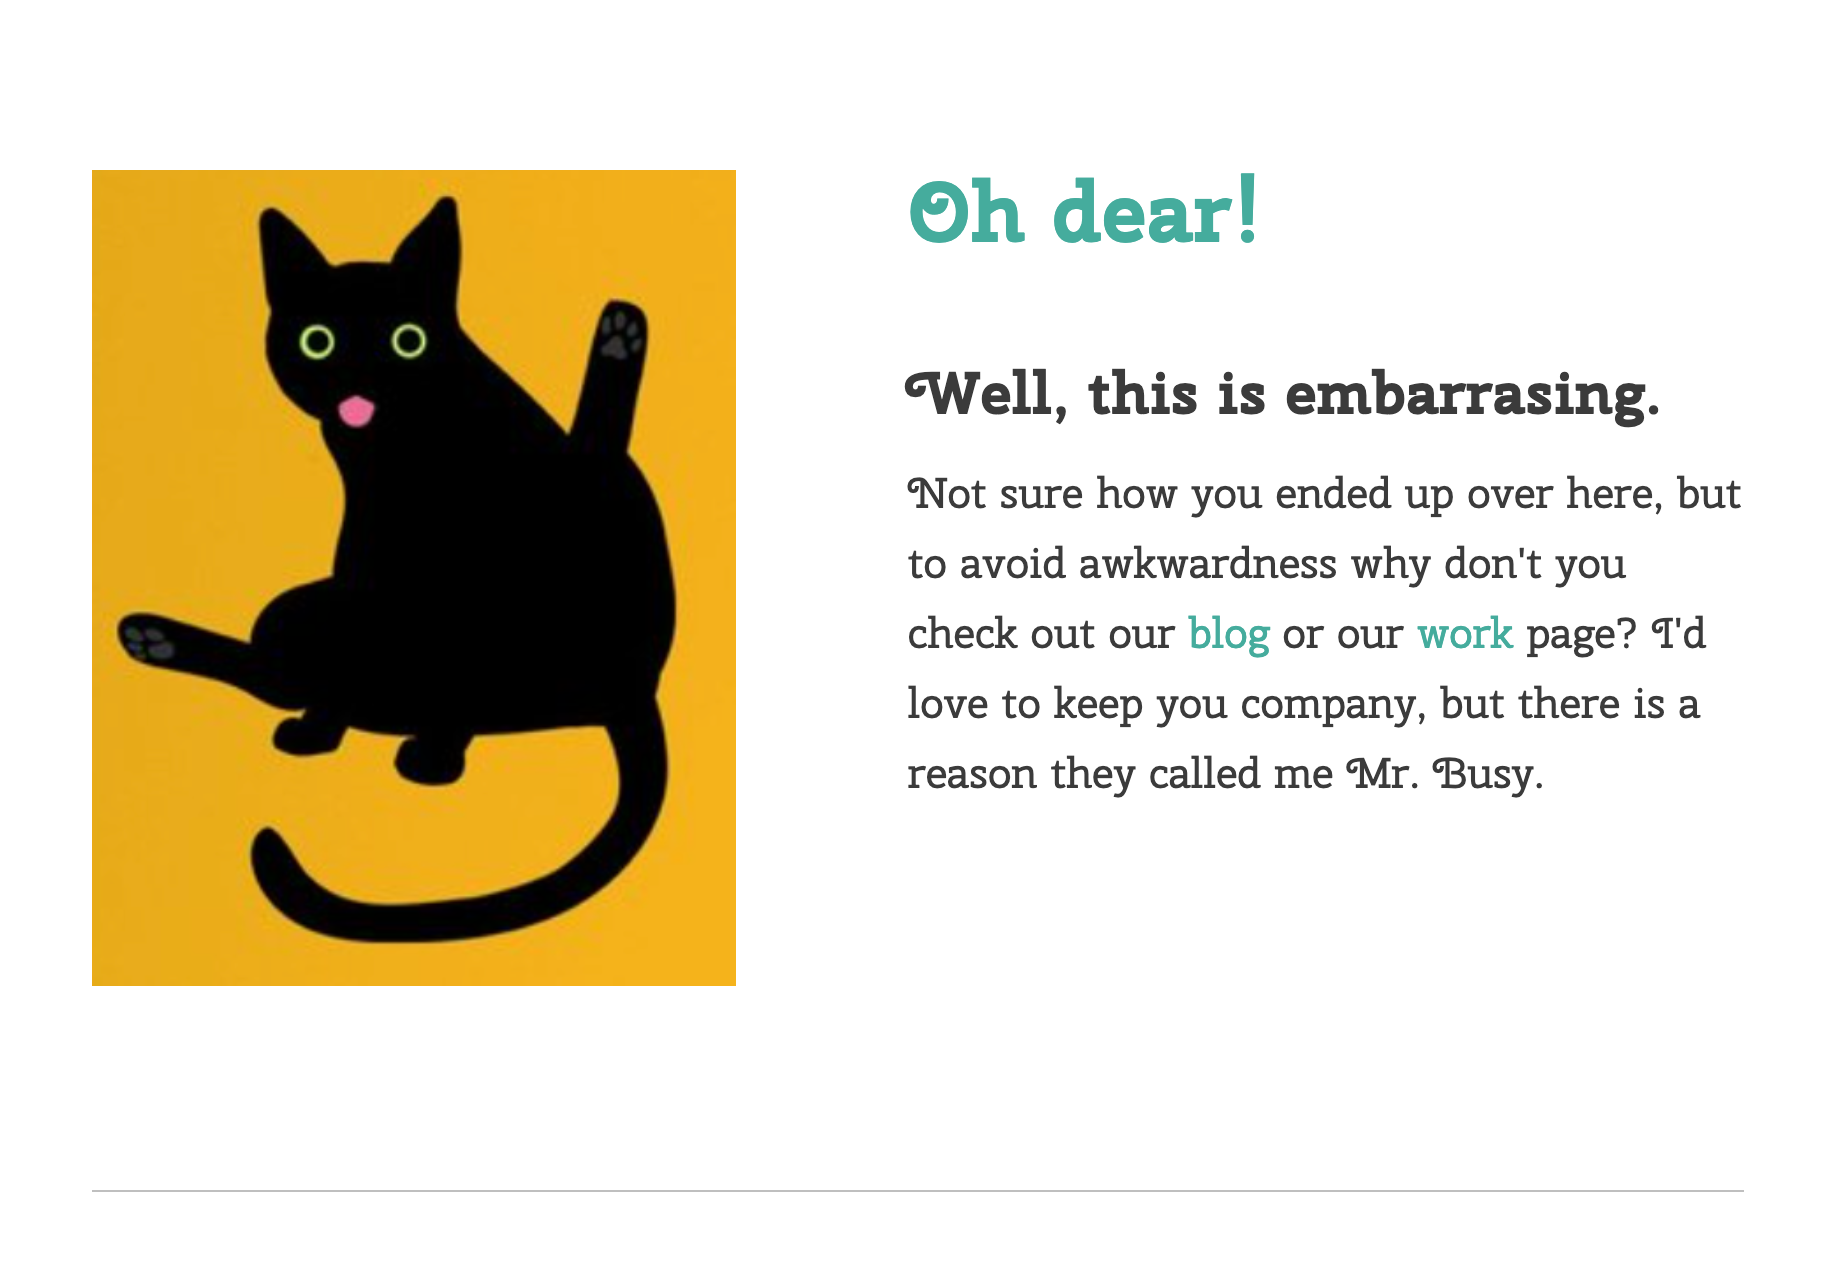 Oh dear!
Well, this is embarrasing.
Not sure how you ended up over here, but
to avoid awkwardness why don't you
check out our blog or our work page? I'd
love to keep you company, but there is a
reason they called me Mr. Busy.